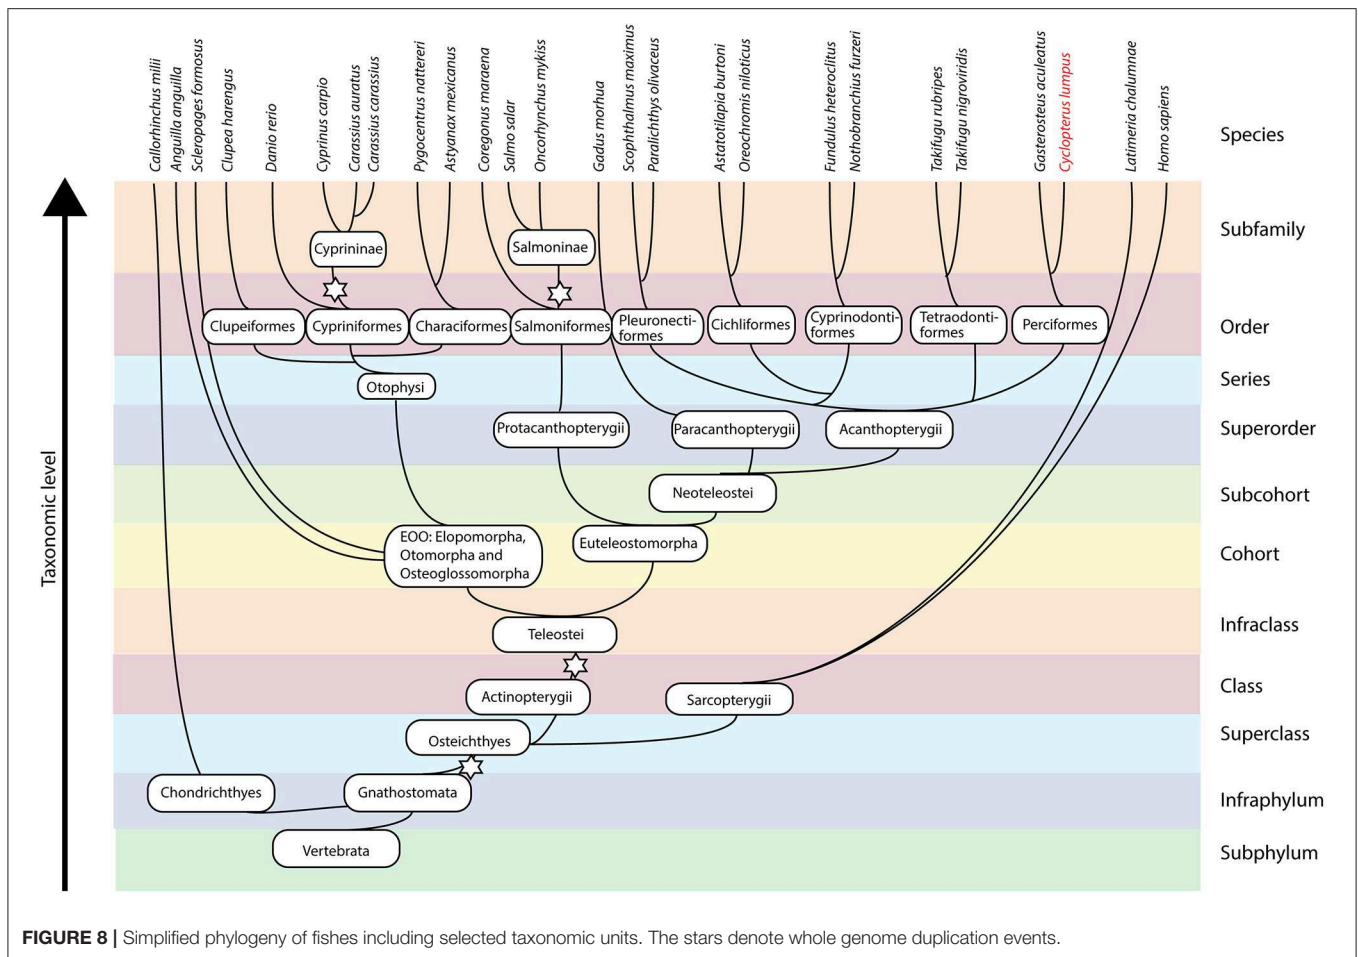 Callorhinchus milii
Anguilla anguilla
Scleropages formosus
Clupea harengus
Danio rerio
Cyprinus carpio
Carassius auratus
Carassius carassius
Pygocentrus nattereri
Astyanax mexicanus
Coregonus maraena
Salmo salar
Oncorhynchus mykiss
Gadus morhua
Scophthalmus maximus
Paralichthys olivaceus
Astatotilapia burtoni
Oreochromis niloticus
Fundulus heteroclitus
Nothobranchius furzeri
Takifugu rubripes
Takifugu nigroviridis
Gasterosteus aculeatus
Cyclopterus lumpus
Latimeria chalumnae
Homo sapiens
Species
Subfamily
Cyprininae
Salmoninae
Order
Clupeiformes
Cypriniformes
Characiformes
Salmoniformes
Pleuronecti-
formes
Cichliformes
Cyprinodonti-
formes
Tetraodonti-
formes
Perciformes
Series
Otophysi
Superorder
Protacanthopterygii
Paracanthopterygii
Acanthopterygii
Subcohort
Neoteleostei
Cohort
EOO: Elopomorpha,
Otomorpha and
Osteoglossomorpha
Euteleostomorpha
Infraclass
Teleostei
Class
Actinopterygii
Sarcopterygii
Superclass
Osteichthyes
Infraphylum
Chondrichthyes
Gnathostomata
Subphylum
Vertebrata
Taxonomic level
FIGURE 8 | Simplified phylogeny of fishes including selected taxonomic units. The stars denote whole genome duplication events.